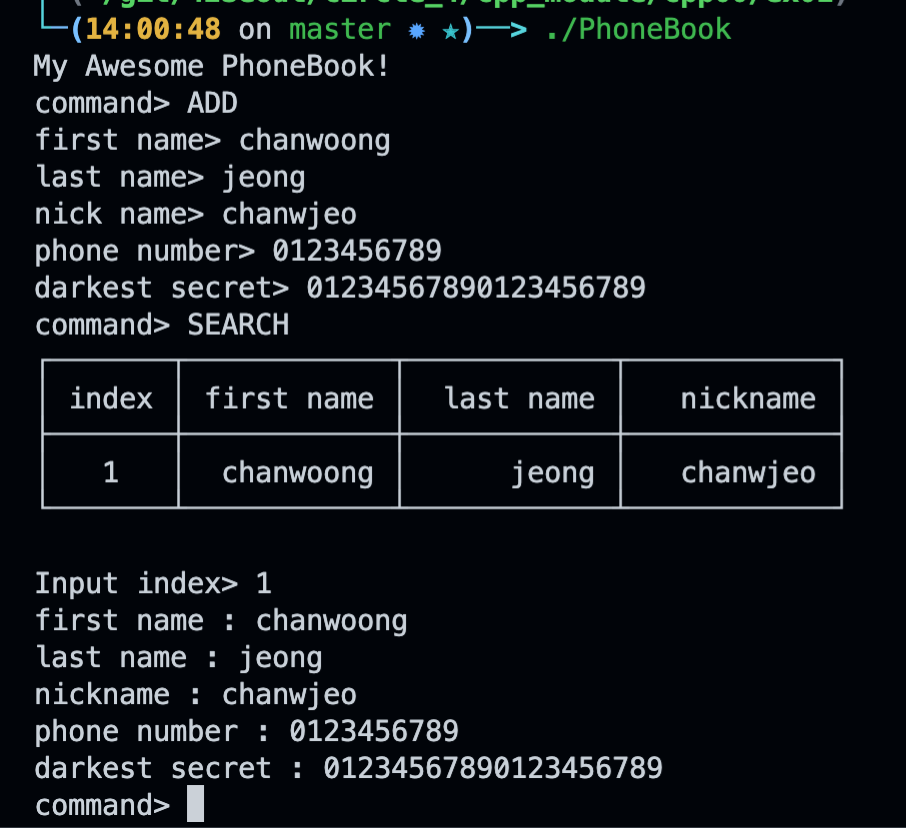 (14:00:48 on master ✹ ★)──> ./PhoneBook
My Awesome PhoneBook!
command> ADD
first name> chanwoong
last name> jeong
nick name> chanwjeo
phone number> 0123456789
darkest secret> 01234567890123456789
command> SEARCH
index first name last name nickname
1 chanwoong jeong chanwjeo
Input index> 1
first name : chanwoong
last name : jeong
nickname : chanwjeo
phone number : 0123456789
darkest secret : 01234567890123456789
command>